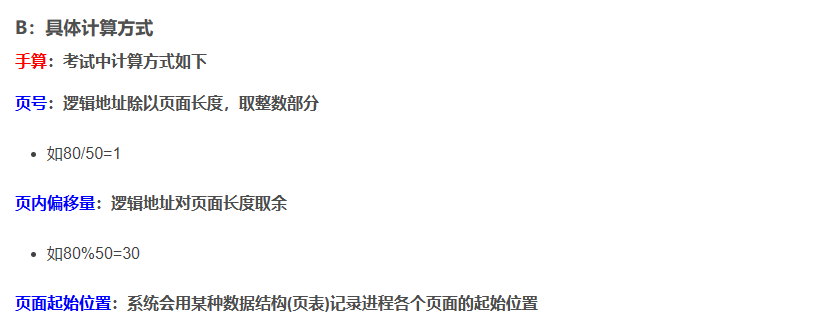 B：具体计算方式
手算：考试中计算方式如下
页号：逻辑地址除以页面长度，取整数部分
• 如80/50=1
页内偏移量：逻辑地址对页面长度取余
• 如80%50=30
页面起始位置：系统会用某种数据结构(页表)记录进程各个页面的起始位置